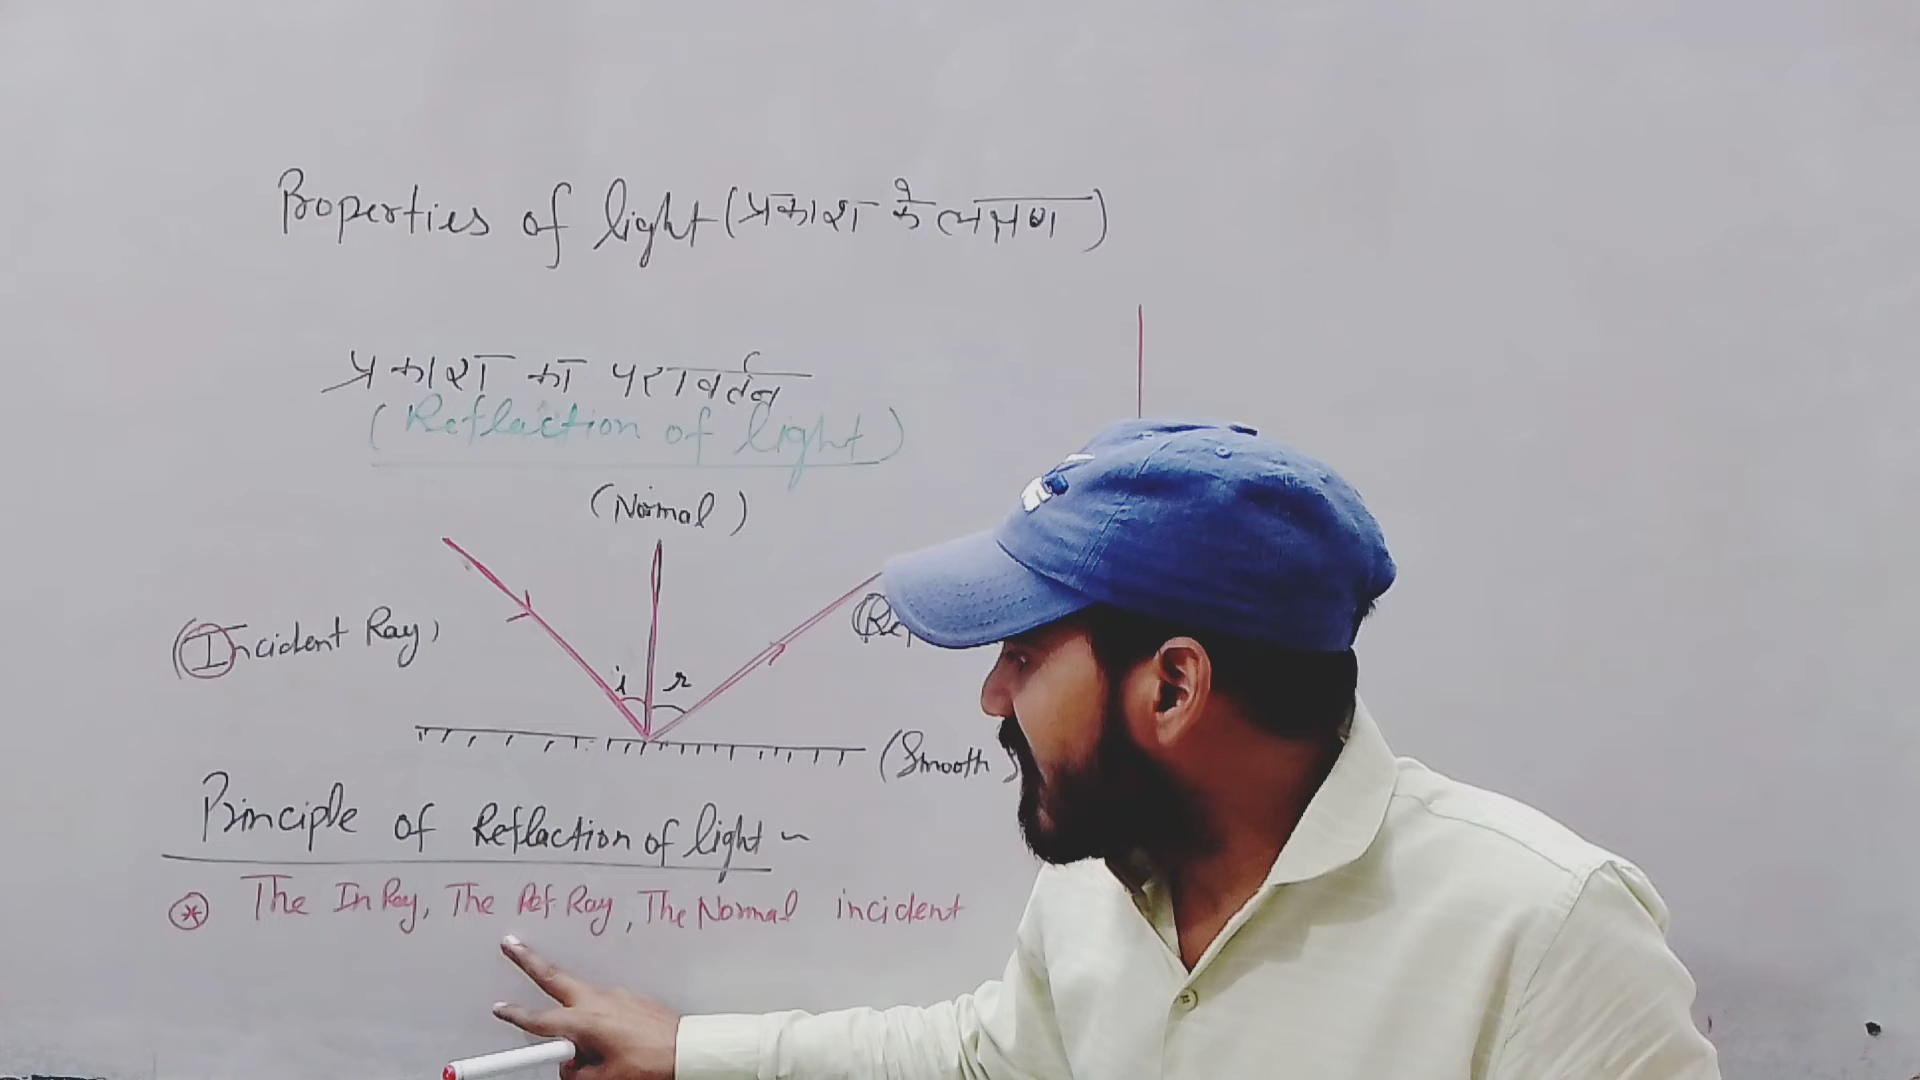 Properties of light (प्रकाश के लक्षण)
प्रकाश का परावर्तन
(Reflaction of light)
(Normal)
(Incident Ray)
(Ref
i r
(Smooth S
Principle of Reflaction of light ~
The In Ray, The Ref Ray, The Normal incident